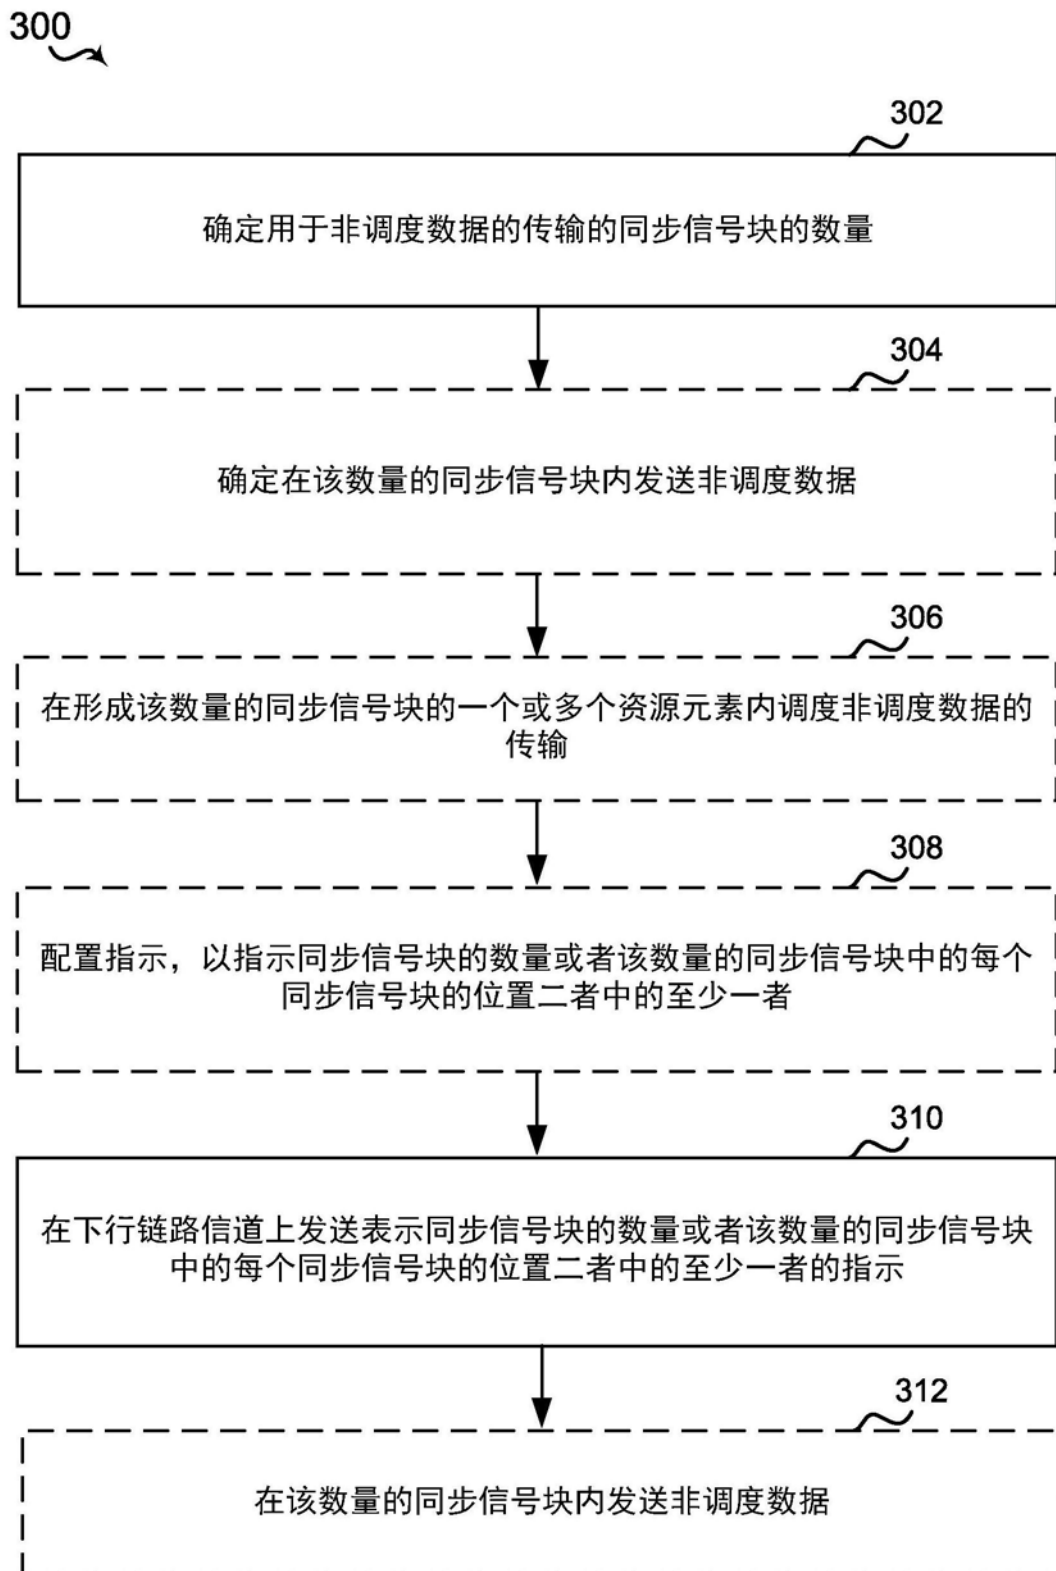 300
302
确定用于非调度数据的传输的同步信号块的数量
304
确定在该数量的同步信号块内发送非调度数据
306
在形成该数量的同步信号块的一个或多个资源元素内调度非调度数据的
传输
308
配置指示，以指示同步信号块的数量或者该数量的同步信号块中的每个
同步信号块的位置二者中的至少一者
310
在下行链路信道上发送表示同步信号块的数量或者该数量的同步信号块
中的每个同步信号块的位置二者中的至少一者的指示
312
在该数量的同步信号块内发送非调度数据